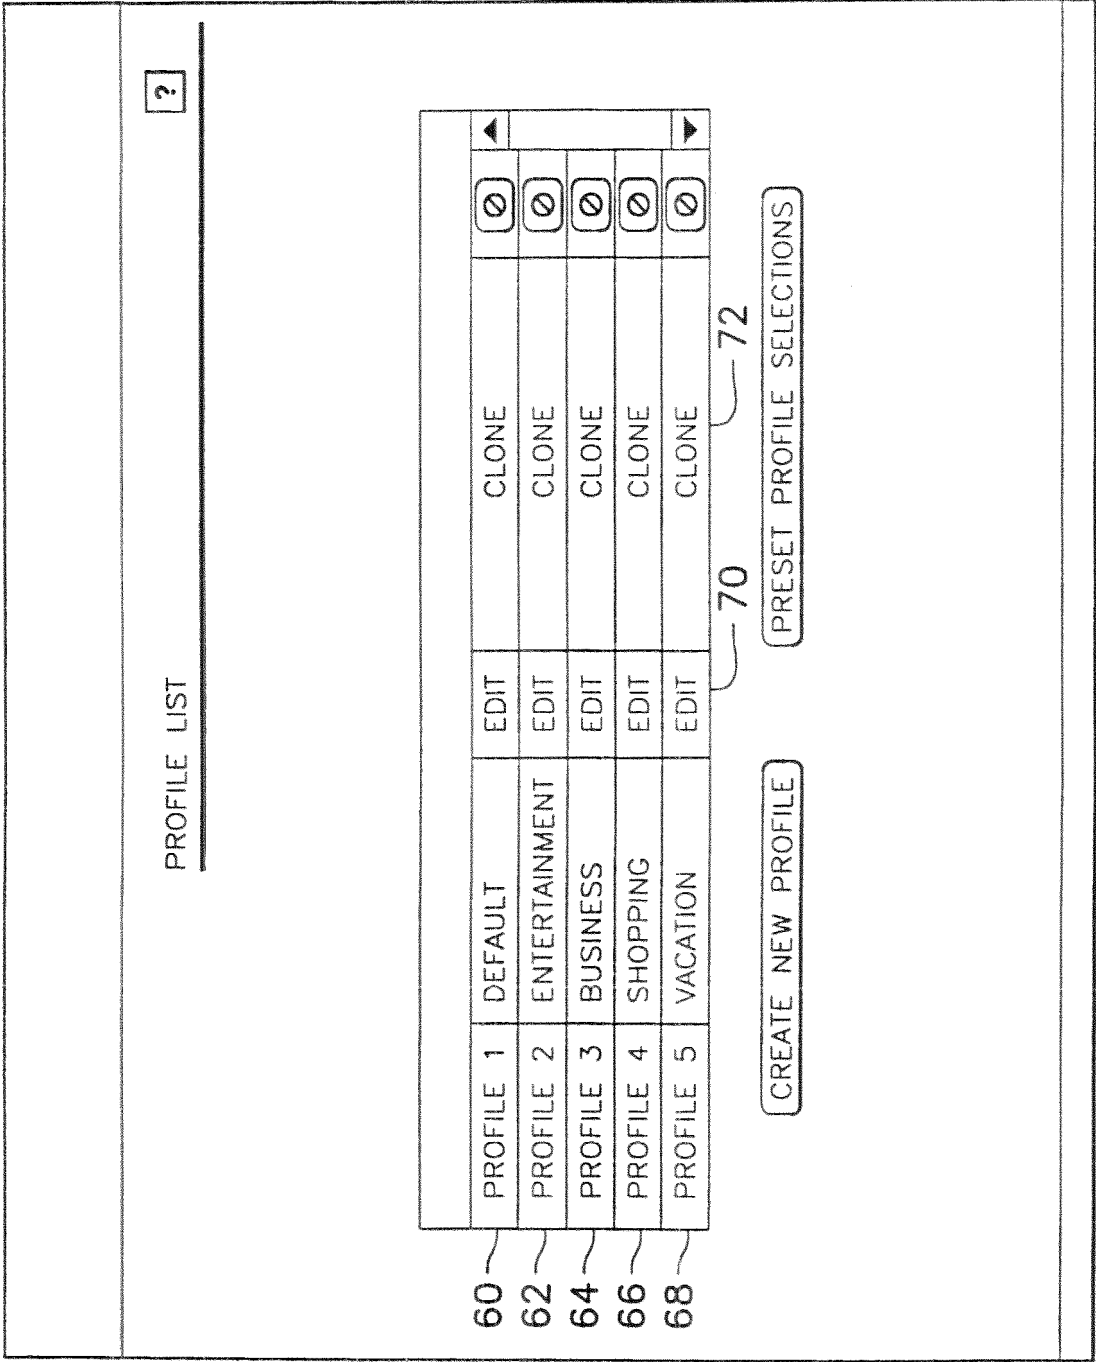 PROFILE LIST ?
60 PROFILE 1 DEFAULT EDIT CLONE
62 PROFILE 2 ENTERTAINMENT EDIT CLONE
64 PROFILE 3 BUSINESS EDIT CLONE
66 PROFILE 4 SHOPPING EDIT CLONE
68 PROFILE 5 VACATION EDIT CLONE
70 72
CREATE NEW PROFILE PRESET PROFILE SELECTIONS